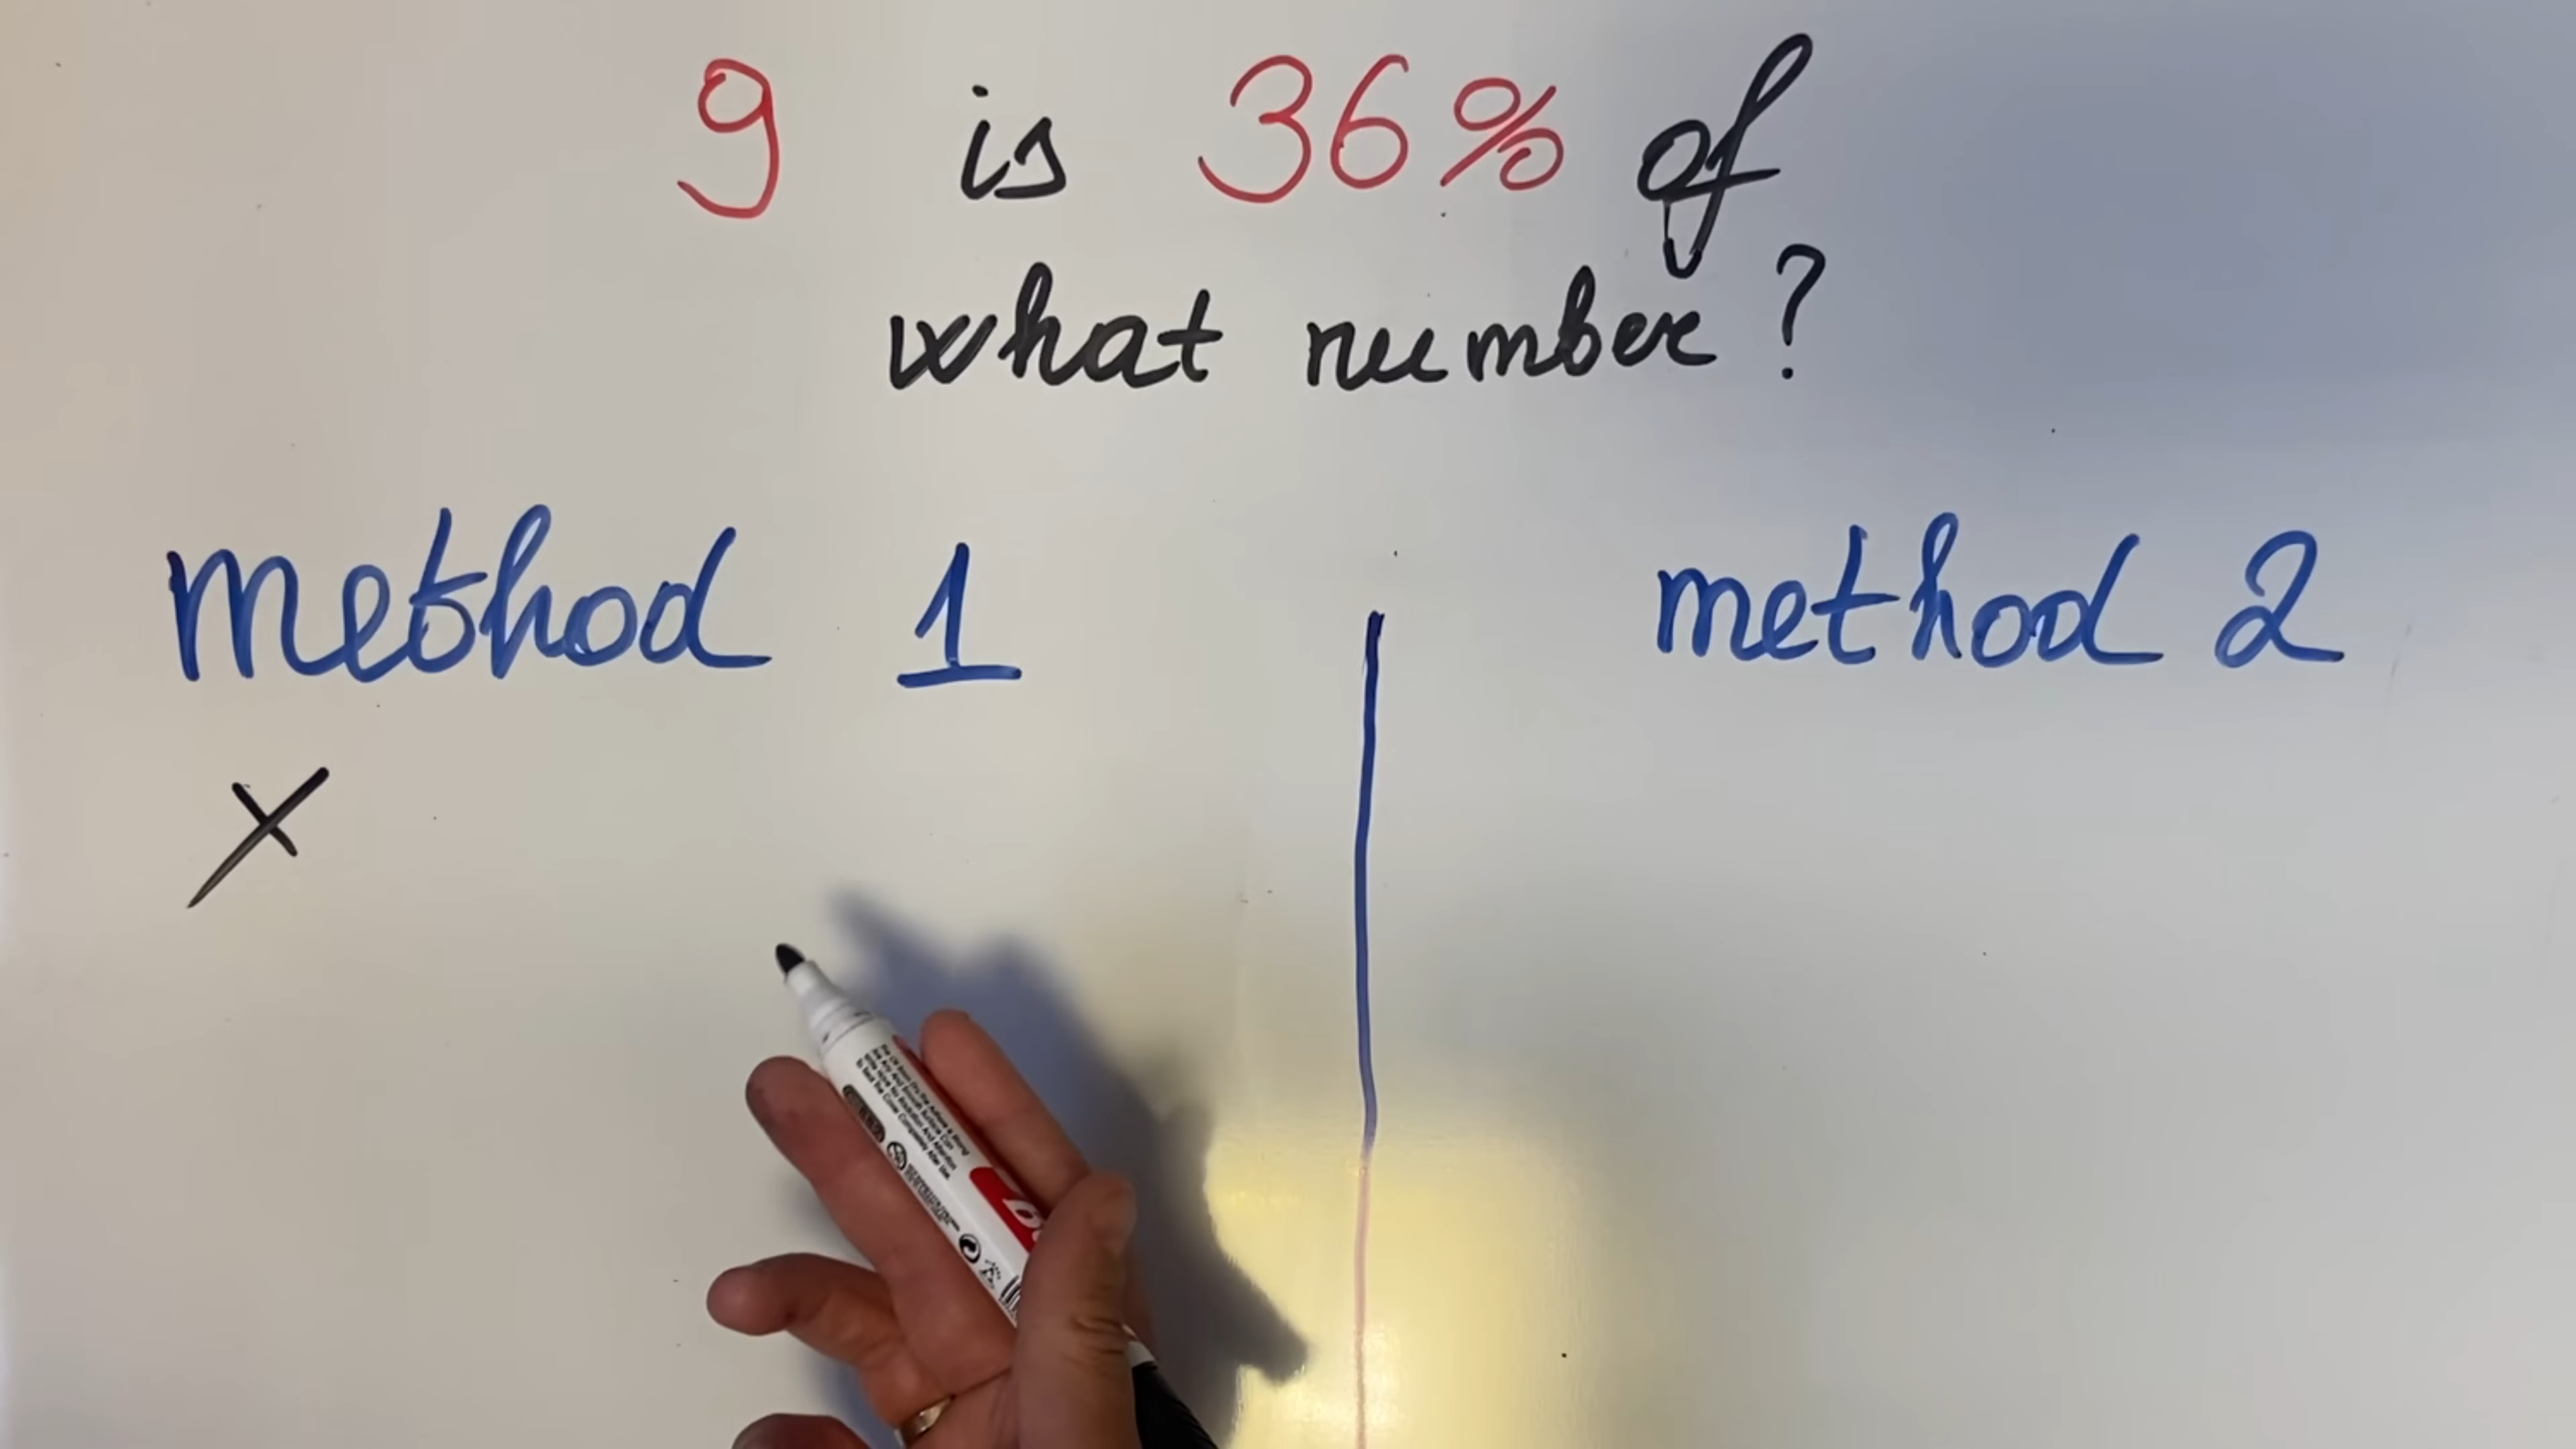 9 is 36% of
what number?
method 1
method 2
x